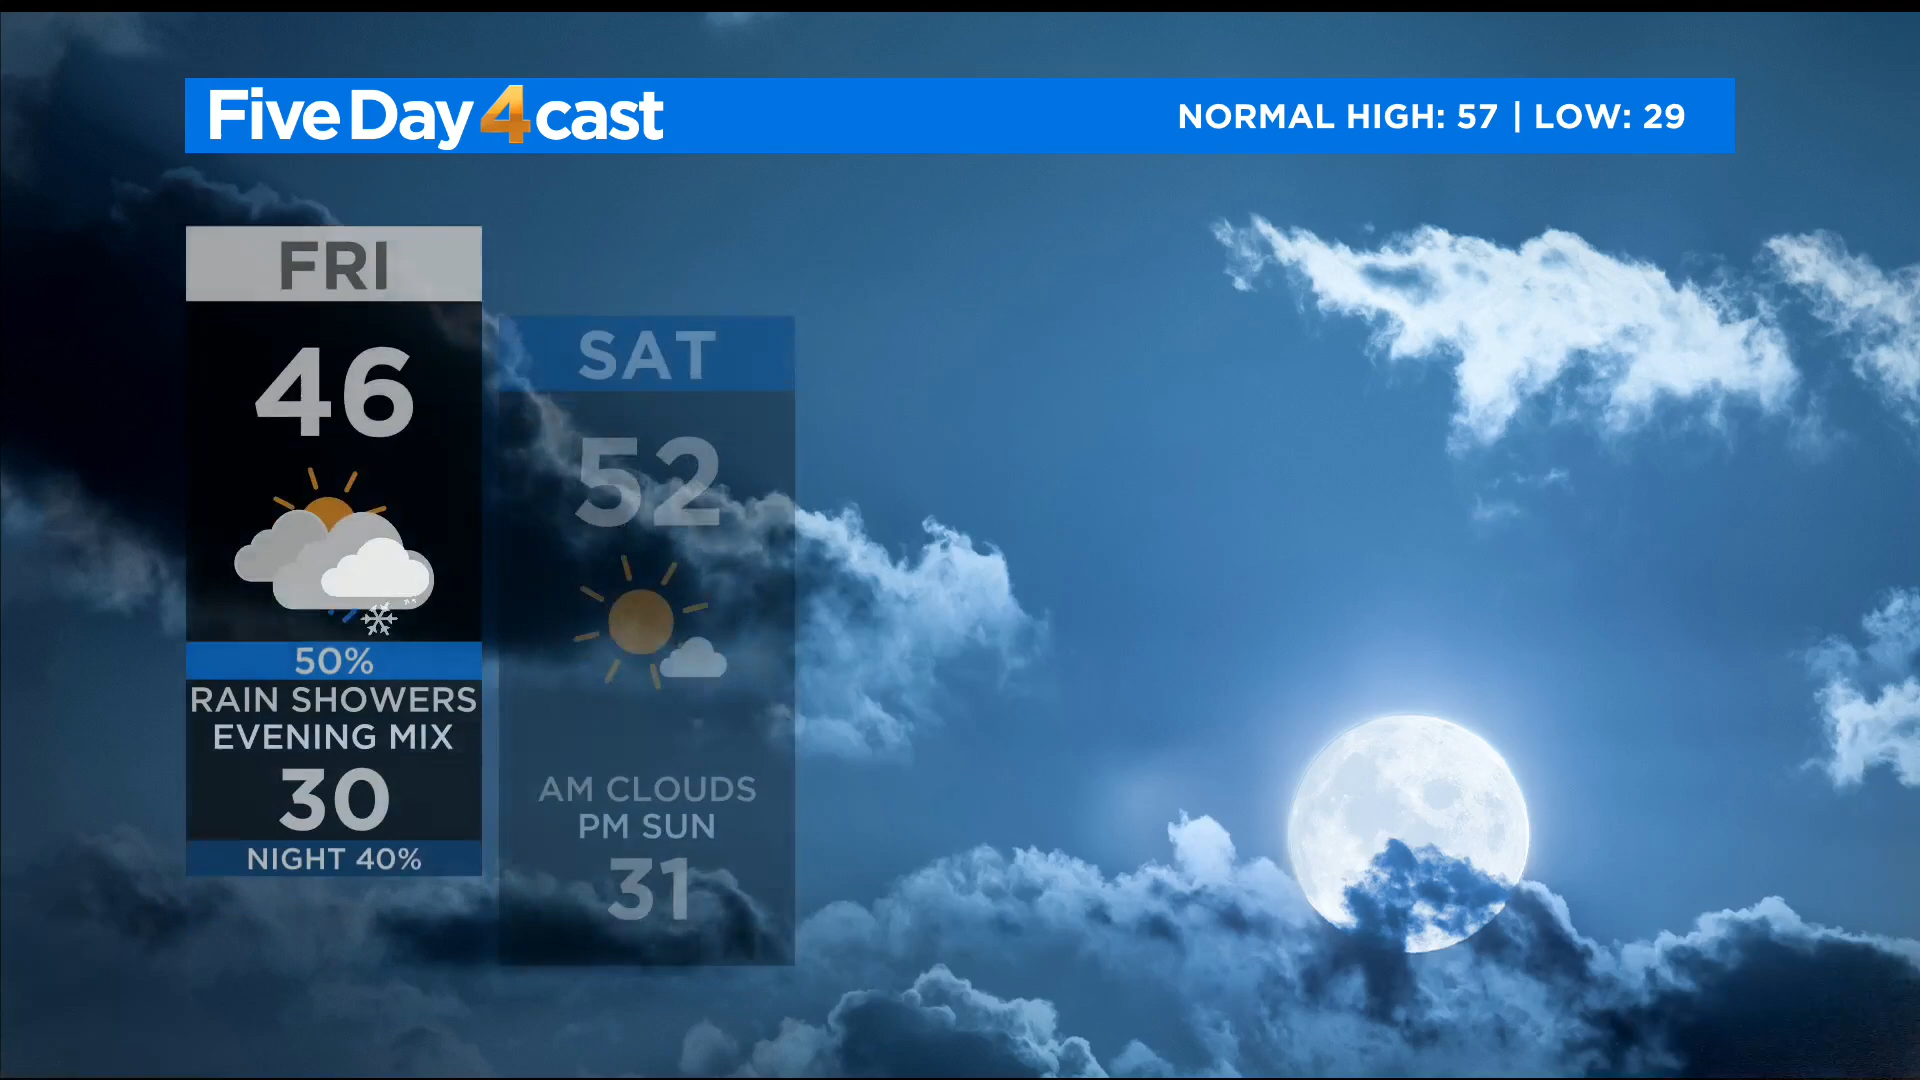 Five Day 4cast
NORMAL HIGH: 57 | LOW: 29
FRI
46
50%
RAIN SHOWERS
EVENING MIX
30
NIGHT 40%
SAT
52
AM CLOUDS
PM SUN
31